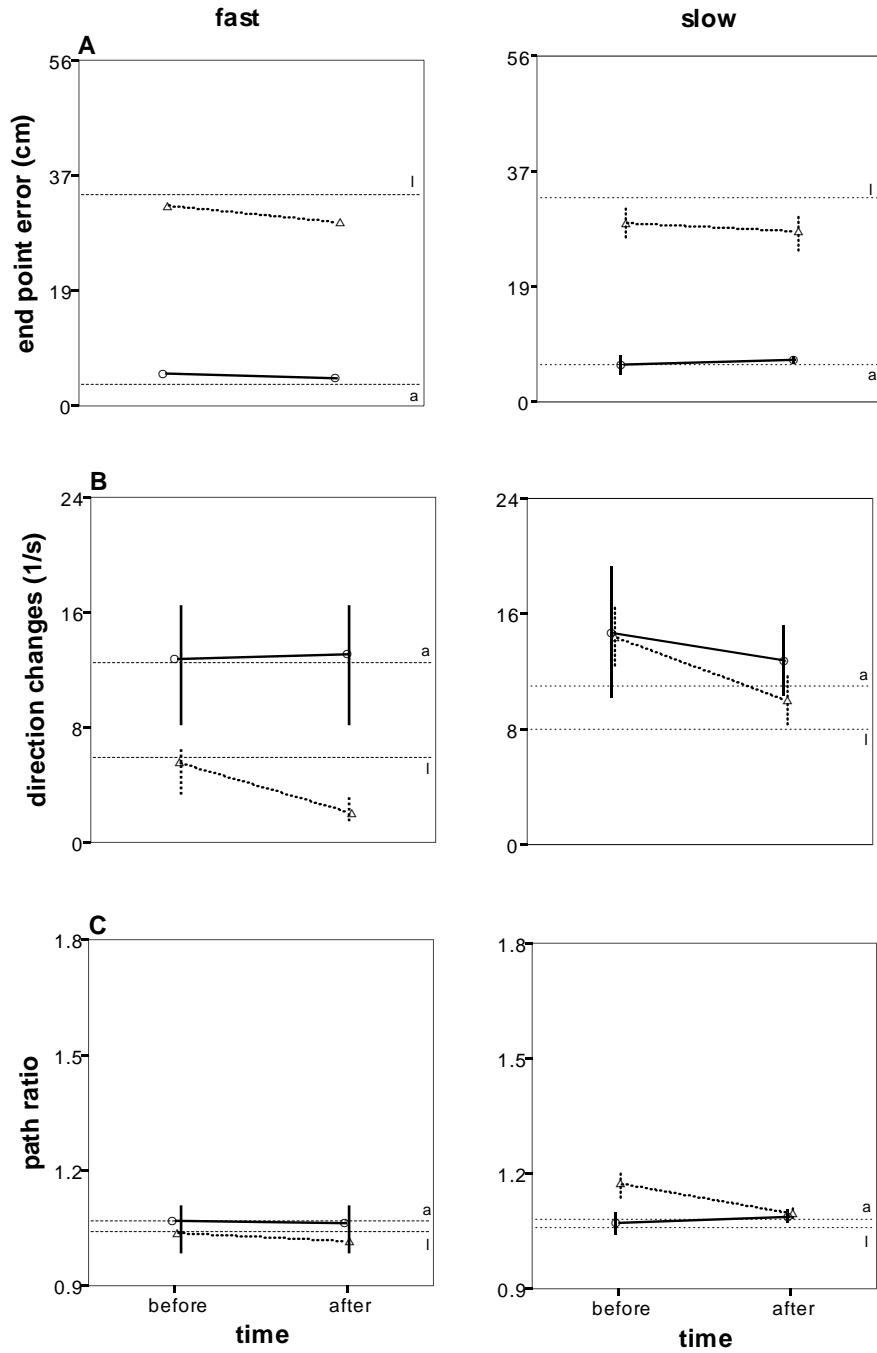 fast
slow
A
56
37
19
0
end point error (cm)
l
a
56
37
19
0
l
a
B
24
16
8
0
direction changes (1/s)
a
l
24
16
8
0
a
l
C
1.8
1.5
1.2
0.9
path ratio
a
l
before
after
time
1.8
1.5
1.2
0.9
a
l
before
after
time